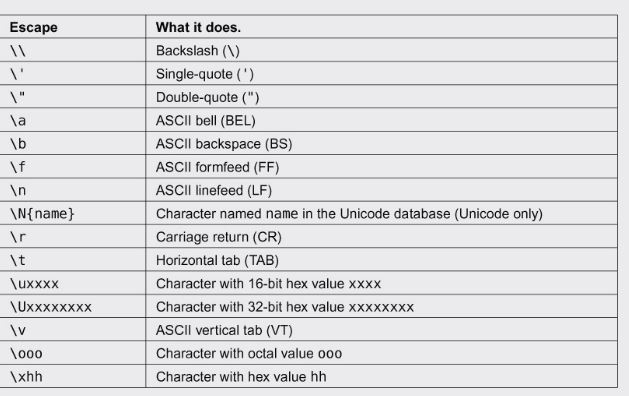 Escape What it does.
\\ Backslash (\)
\' Single-quote (')
\" Double-quote (")
\a ASCII bell (BEL)
\b ASCII backspace (BS)
\f ASCII formfeed (FF)
\n ASCII linefeed (LF)
\N{name} Character named name in the Unicode database (Unicode only)
\r Carriage return (CR)
\t Horizontal tab (TAB)
\uxxxx Character with 16-bit hex value xxxx
\Uxxxxxxxx Character with 32-bit hex value xxxxxxxx
\v ASCII vertical tab (VT)
\ooo Character with octal value ooo
\xhh Character with hex value hh